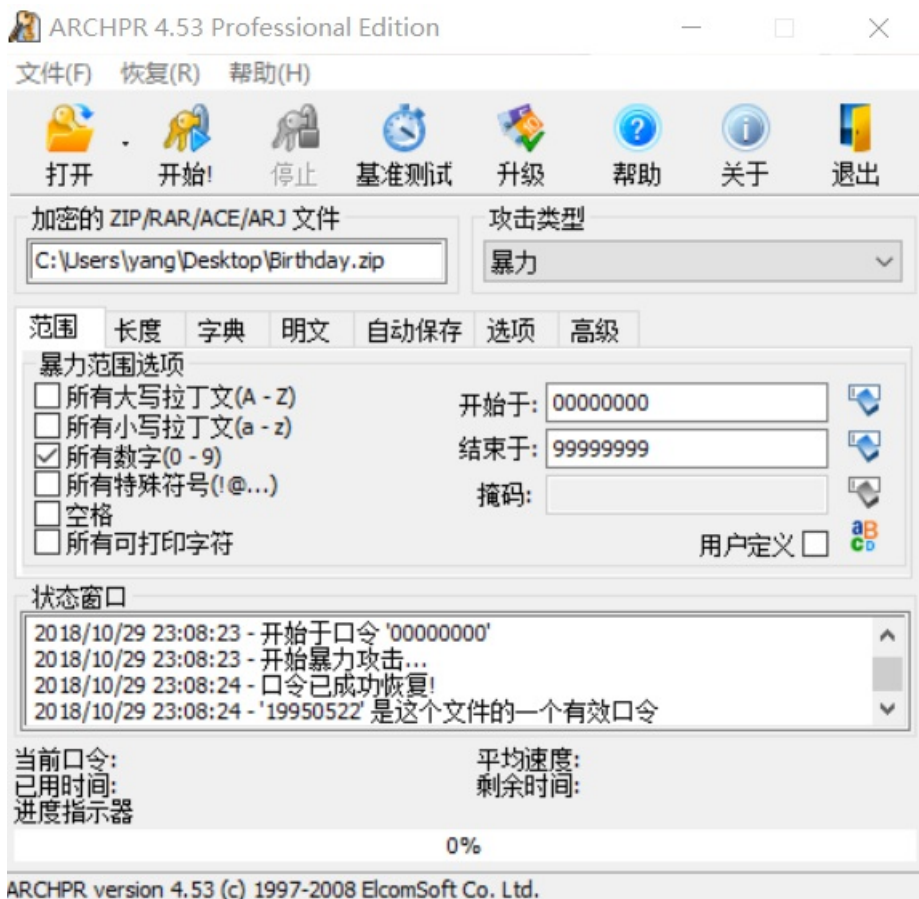 ARCHPR 4.53 Professional Edition
文件(F) 恢复(R) 帮助(H)
打开 开始! 停止 基准测试 升级 帮助 关于 退出
加密的 ZIP/RAR/ACE/ARJ 文件 攻击类型
C:\Users\yang\Desktop\Birthday.zip 暴力
范围 长度 字典 明文 自动保存 选项 高级
暴力范围选项
所有大写拉丁文(A - Z)
所有小写拉丁文(a - z)
所有数字(0 - 9)
所有特殊符号(!@...)
空格
所有可打印字符
开始于: 00000000
结束于: 99999999
掩码:
用户定义
aBCD
状态窗口
2018/10/29 23:08:23 - 开始于口令 '00000000'
2018/10/29 23:08:23 - 开始暴力攻击...
2018/10/29 23:08:24 - 口令已成功恢复!
2018/10/29 23:08:24 - '19950522' 是这个文件的一个有效口令
当前口令: 平均速度:
已用时间: 剩余时间:
进度指示器
0%
ARCHPR version 4.53 (c) 1997-2008 ElcomSoft Co. Ltd.